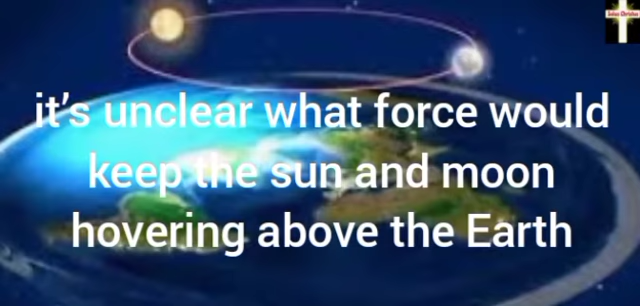 it's unclear what force would
keep the sun and moon
hovering above the Earth